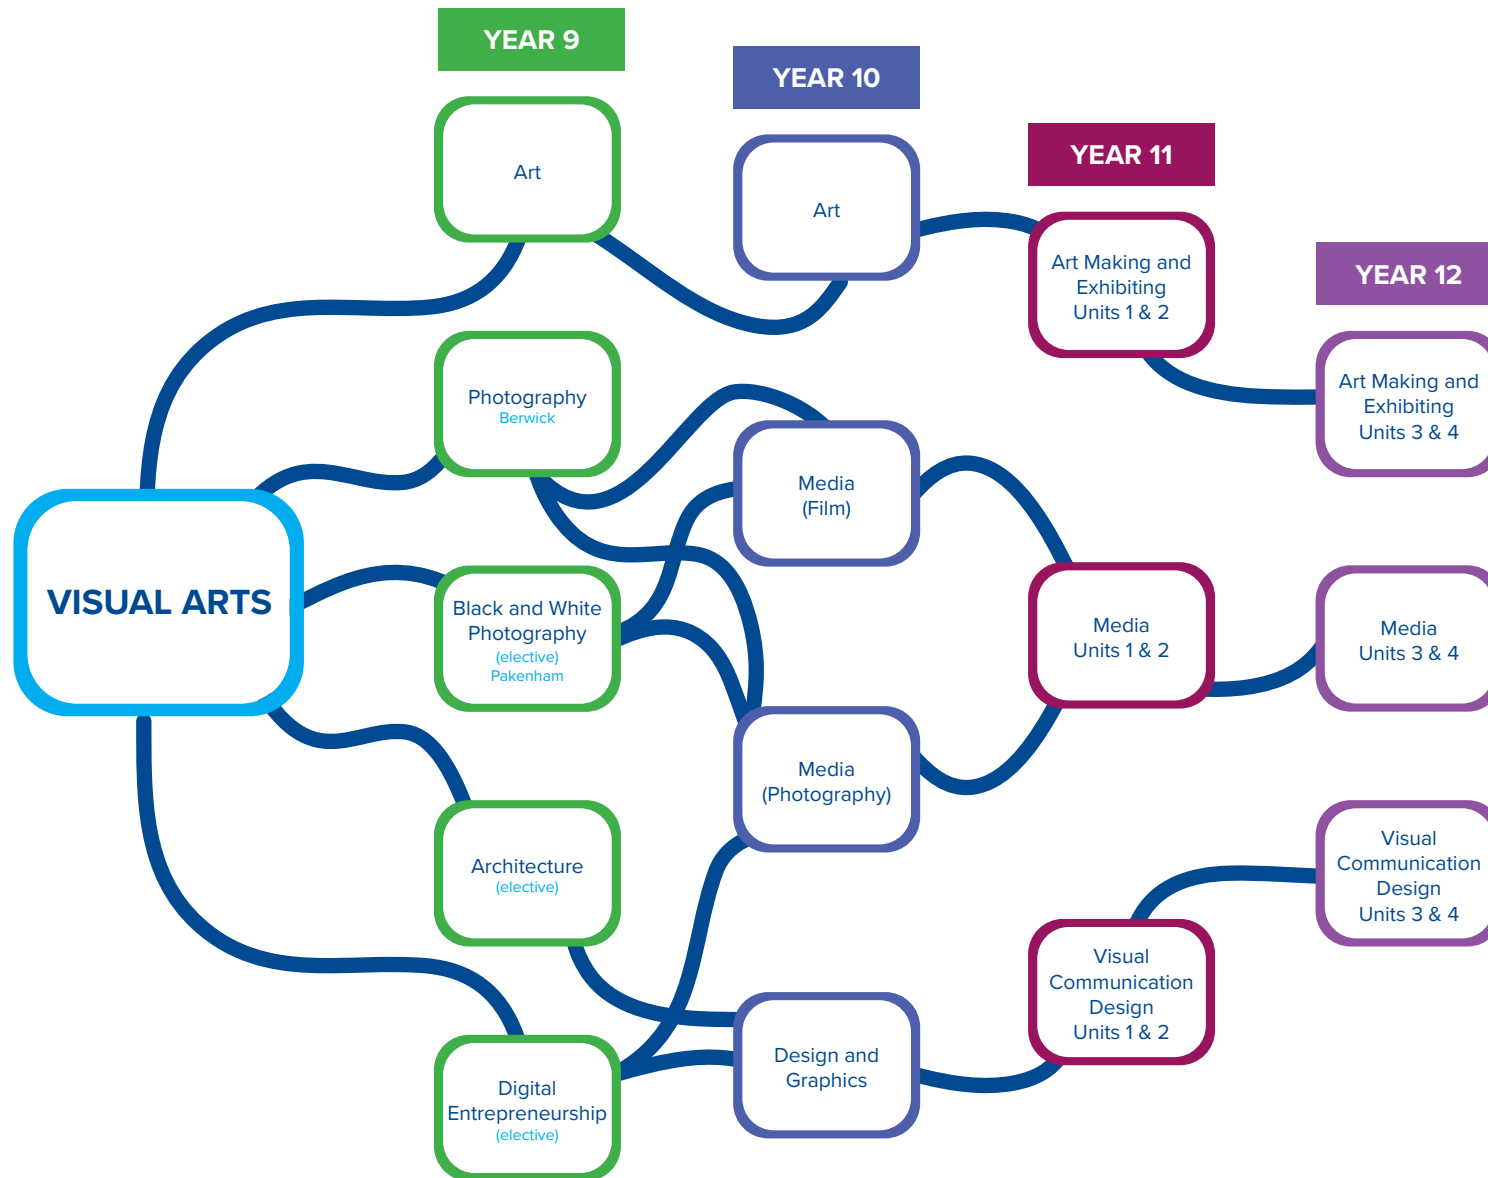 YEAR 9
YEAR 10
YEAR 11
YEAR 12
VISUAL ARTS
Art
Photography
Berwick
Black and White
Photography
(elective)
Pakenham
Architecture
(elective)
Digital
Entrepreneurship
(elective)
Art
Media
(Film)
Media
(Photography)
Design and
Graphics
Art Making and
Exhibiting
Units 1 & 2
Media
Units 1 & 2
Visual
Communication
Design
Units 1 & 2
Art Making and
Exhibiting
Units 3 & 4
Media
Units 3 & 4
Visual
Communication
Design
Units 3 & 4